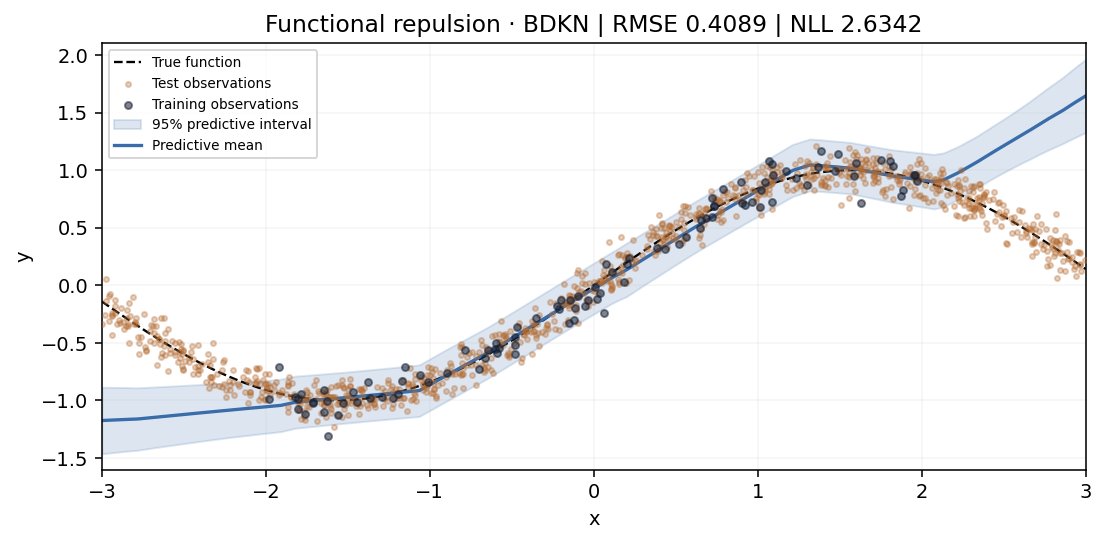 Functional repulsion · BDKN | RMSE 0.4089 | NLL 2.6342
True function
Test observations
Training observations
95% predictive interval
Predictive mean
2.0
1.5
1.0
0.5
0.0
−0.5
−1.0
−1.5
y
−3 −2 −1 0 1 2 3
x